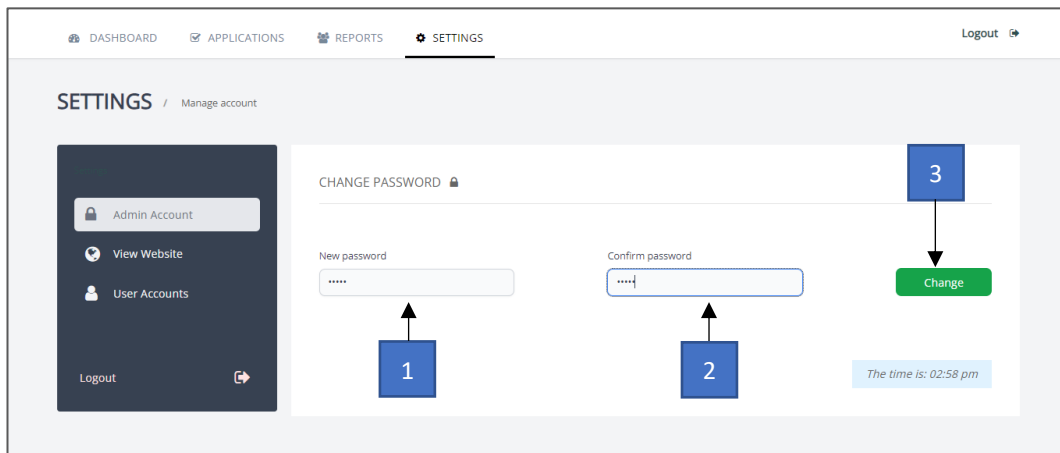 DASHBOARD APPLICATIONS REPORTS SETTINGS Logout
SETTINGS / Manage account
3
CHANGE PASSWORD
Admin Account
View Website
User Accounts
New password Confirm password
••••• •••••
Change
1 2
Logout
The time is: 02:58 pm